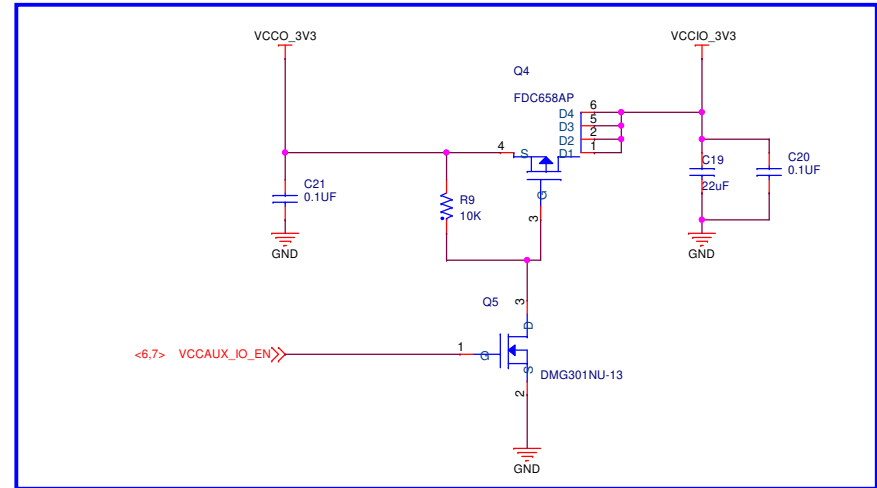 VCCO_3V3
VCCIO_3V3
Q4
FDC658AP
6
D4
5
D3
2
D2
1
D1
4
S
G
3
C21
0.1UF
R9
10K
C19
22uF
C20
0.1UF
GND
GND
Q5
3
D
<6,7> VCCAUX_IO_EN
1
G
S
DMG301NU-13
2
GND